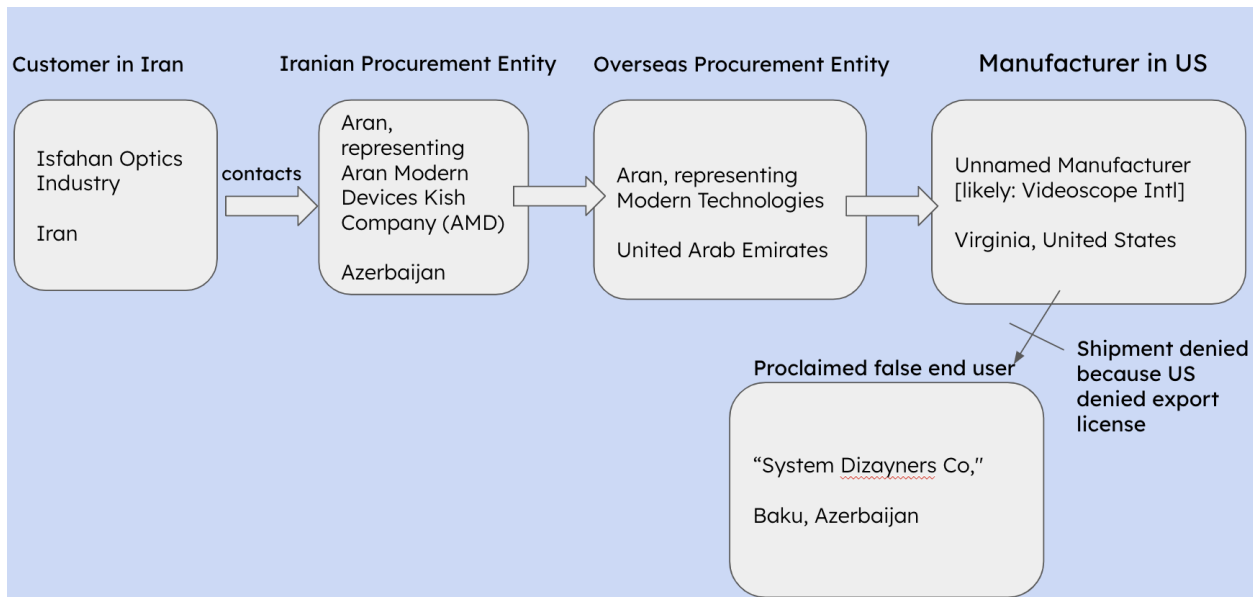 Customer in Iran
Iranian Procurement Entity
Overseas Procurement Entity
Manufacturer in US
Isfahan Optics
Industry
Iran
contacts
Aran,
representing
Aran Modern
Devices Kish
Company (AMD)
Azerbaijan
Aran, representing
Modern Technologies
United Arab Emirates
Unnamed Manufacturer
[likely: Videoscope Intl]
Virginia, United States
Shipment denied
because US
denied export
license
Proclaimed false end user
“System Dizayners Co,"
Baku, Azerbaijan